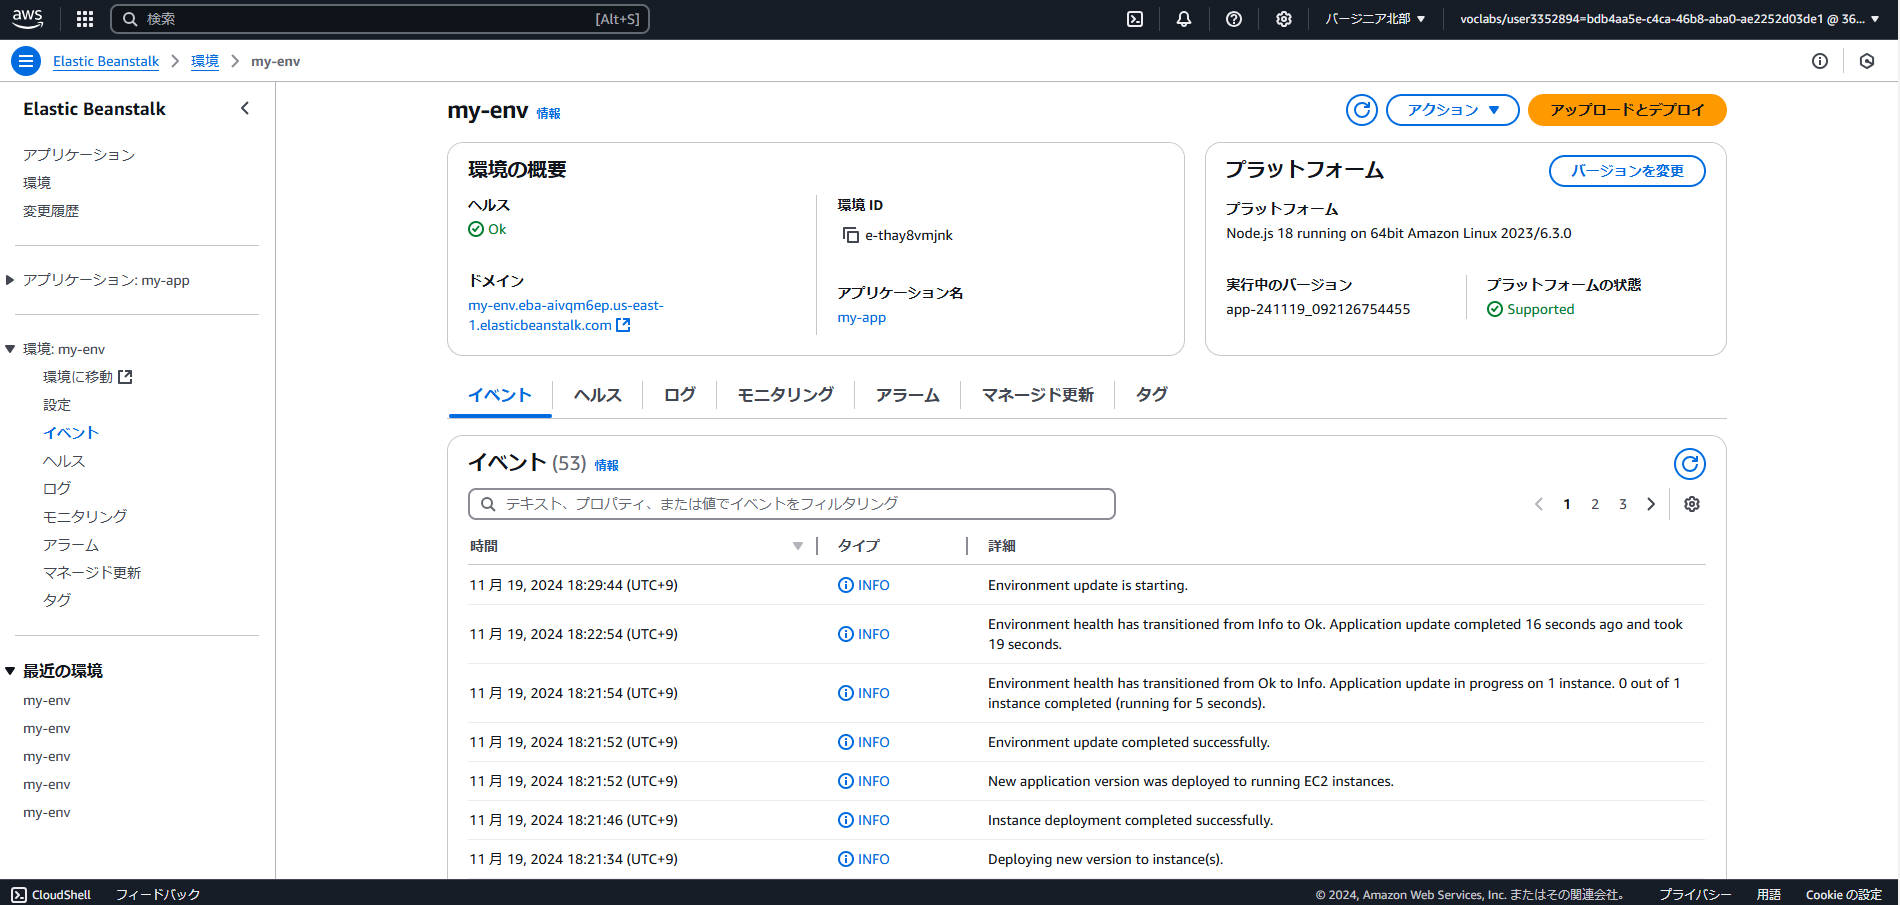 aws
検索
[Alt+S]
バージニア北部 ▼
voclabs/user3352894=bdb4aa5e-c4ca-46b8-aba0-ae2252d03de1 @ 36... ▼
Elastic Beanstalk
環境
my-env
Elastic Beanstalk
アプリケーション
環境
変更履歴
アプリケーション: my-app
環境: my-env
環境に移動
設定
イベント
ヘルス
ログ
モニタリング
アラーム
マネージド更新
タグ
最近の環境
my-env
my-env
my-env
my-env
my-env
my-env 情報
アクション ▼
アップロードとデプロイ
環境の概要
ヘルス
Ok
ドメイン
my-env.eba-aivqm6ep.us-east-
1.elasticbeanstalk.com
環境 ID
e-thay8vmjnk
アプリケーション名
my-app
プラットフォーム
バージョンを変更
プラットフォーム
Node.js 18 running on 64bit Amazon Linux 2023/6.3.0
実行中のバージョン
app-241119_092126754455
プラットフォームの状態
Supported
イベント
ヘルス
ログ
モニタリング
アラーム
マネージド更新
タグ
イベント (53) 情報
テキスト、プロパティ、または値でイベントをフィルタリング
1 2 3
時間 タイプ 詳細
11 月 19, 2024 18:29:44 (UTC+9) INFO Environment update is starting.
11 月 19, 2024 18:22:54 (UTC+9) INFO Environment health has transitioned from Info to Ok. Application update completed 16 seconds ago and took
19 seconds.
11 月 19, 2024 18:21:54 (UTC+9) INFO Environment health has transitioned from Ok to Info. Application update in progress on 1 instance. 0 out of 1
instance completed (running for 5 seconds).
11 月 19, 2024 18:21:52 (UTC+9) INFO Environment update completed successfully.
11 月 19, 2024 18:21:52 (UTC+9) INFO New application version was deployed to running EC2 instances.
11 月 19, 2024 18:21:46 (UTC+9) INFO Instance deployment completed successfully.
11 月 19, 2024 18:21:34 (UTC+9) INFO Deploying new version to instance(s).
CloudShell
フィードバック
© 2024, Amazon Web Services, Inc. またはその関連会社。
プライバシー
用語
Cookie の設定